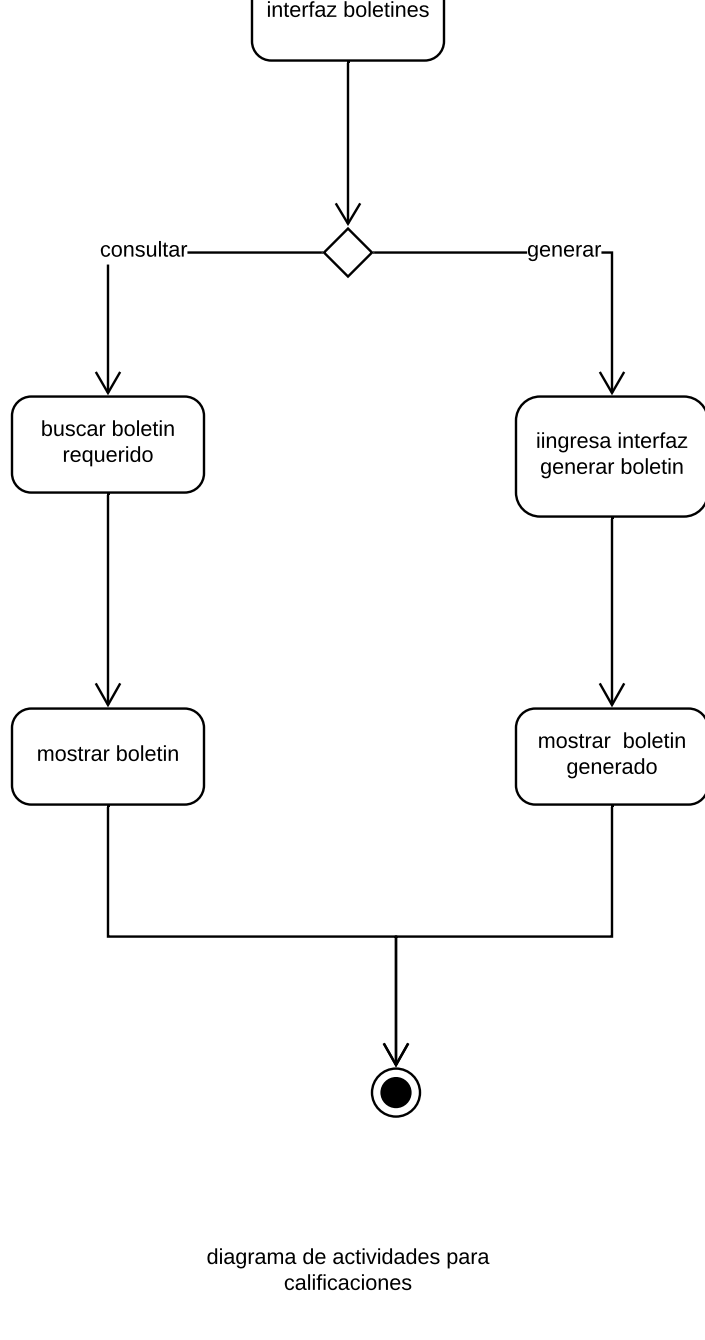 interfaz boletines
consultar
generar
buscar boletin
requerido
iingresa interfaz
generar boletin
mostrar boletin
mostrar  boletin
generado
diagrama de actividades para
calificaciones